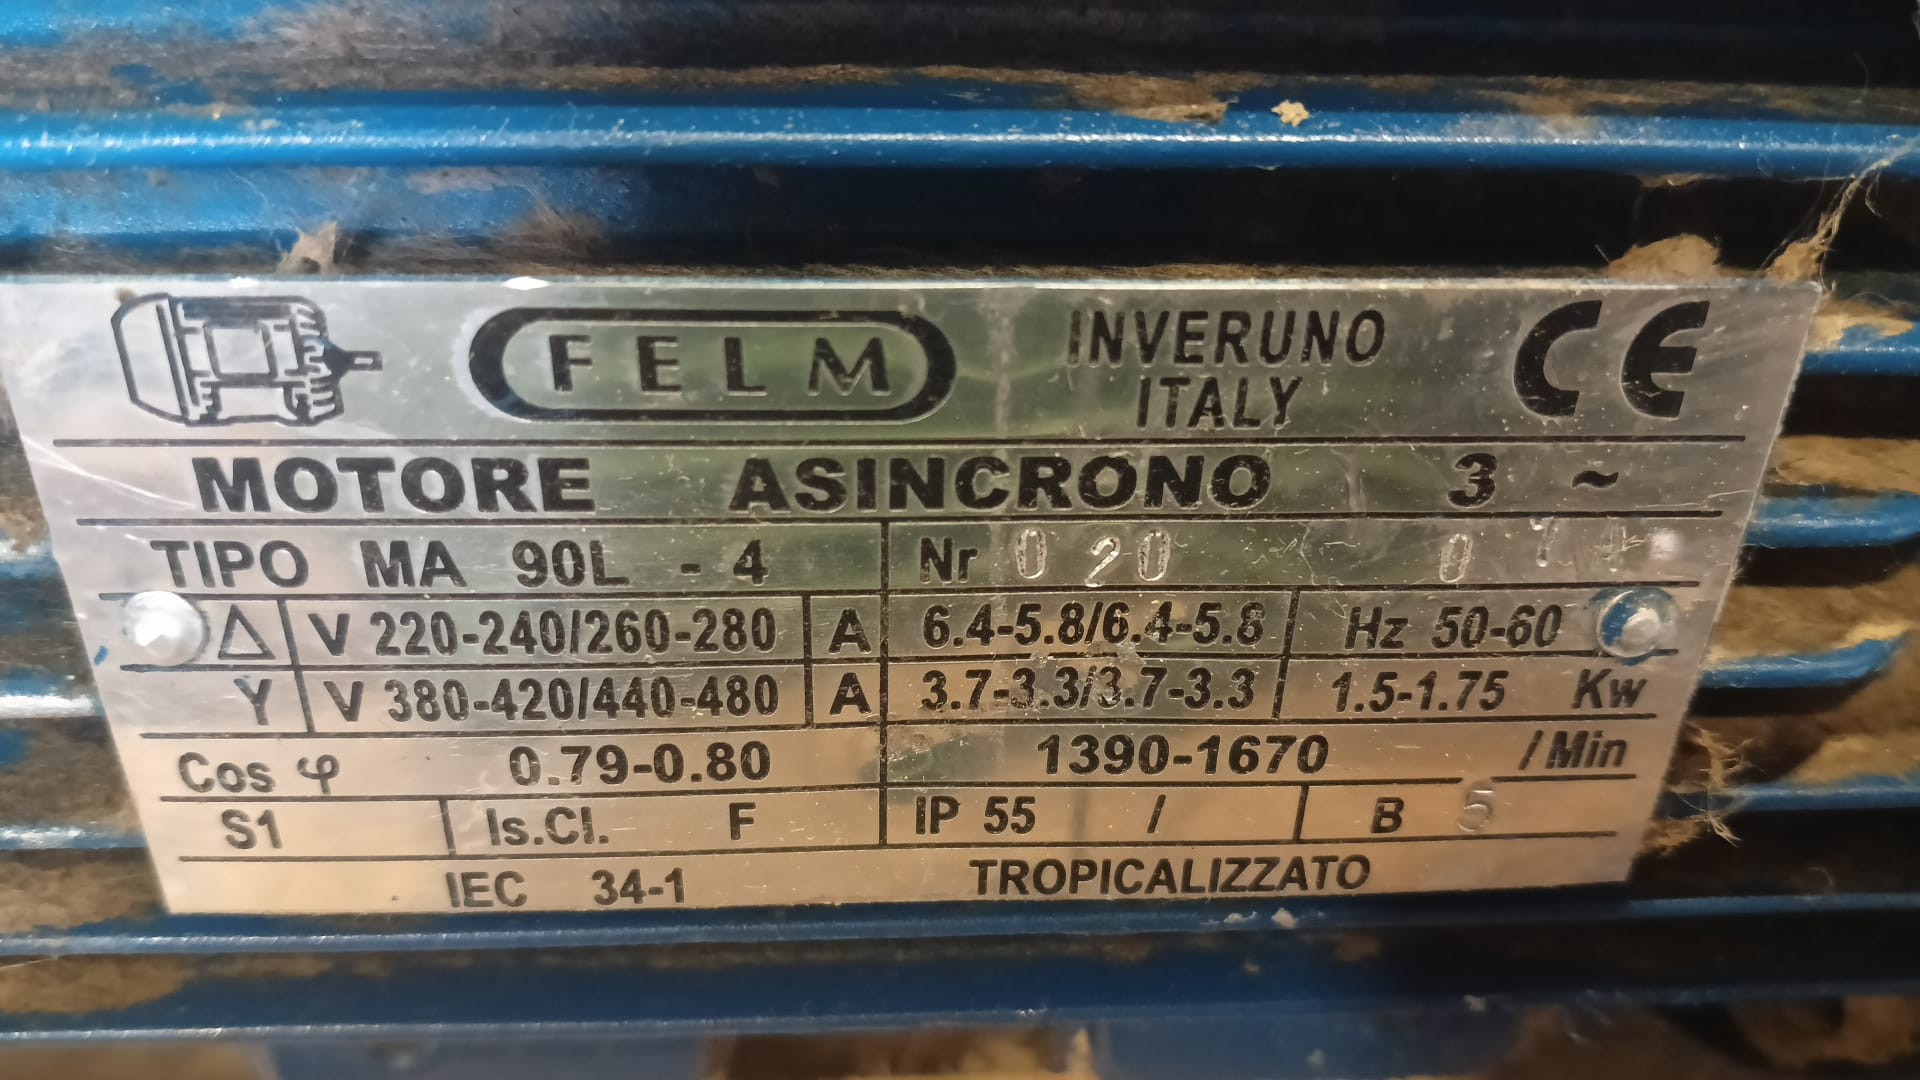 FELM INVERUNO CE
ITALY
MOTORE ASINCRONO 3 ~
TIPO MA 90L - 4 Nr 020 0
Δ V 220-240/260-280 A 6.4-5.8/6.4-5.8 Hz 50-60
Y V 380-420/440-480 A 3.7-3.3/3.7-3.3 1.5-1.75 Kw
Cos φ 0.79-0.80 1390-1670 /Min
S1 Is.Cl. F IP 55 / B 5
IEC 34-1 TROPICALIZZATO